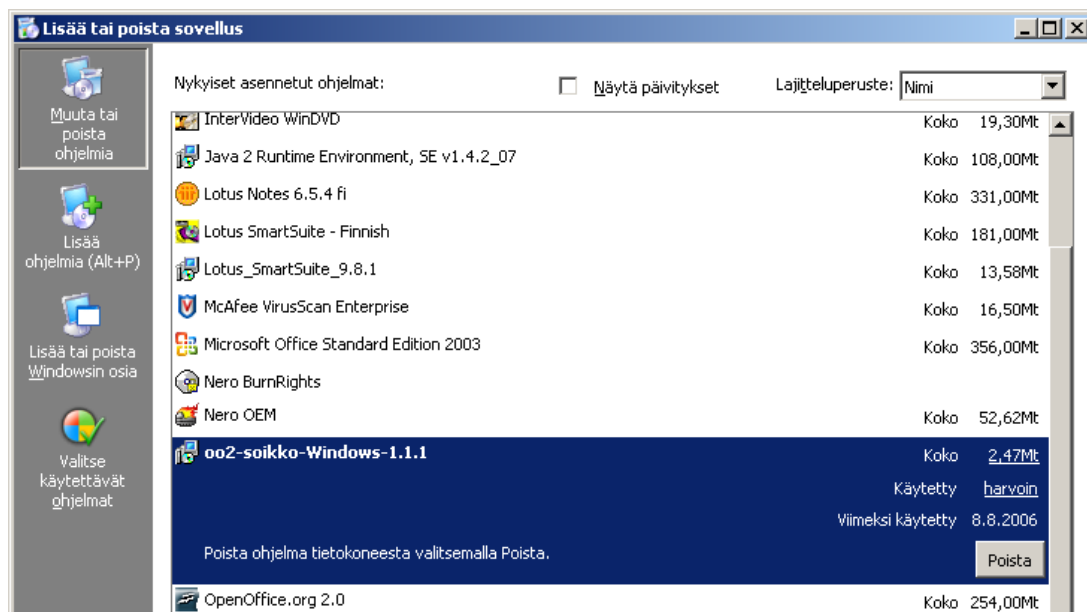 Lisää tai poista sovellus
Muuta tai
poista
ohjelmia
Lisää
ohjelmia (Alt+P)
Lisää tai poista
Windowsin osia
Valitse
käytettävät
ohjelmat
Nykyiset asennetut ohjelmat:
Näytä päivitykset
Lajitteluperuste: Nimi
InterVideo WinDVD Koko 19,30Mt
Java 2 Runtime Environment, SE v1.4.2_07 Koko 108,00Mt
Lotus Notes 6.5.4 fi Koko 331,00Mt
Lotus SmartSuite - Finnish Koko 181,00Mt
Lotus_SmartSuite_9.8.1 Koko 13,58Mt
McAfee VirusScan Enterprise Koko 16,50Mt
Microsoft Office Standard Edition 2003 Koko 356,00Mt
Nero BurnRights
Nero OEM Koko 52,62Mt
oo2-soikko-Windows-1.1.1 Koko 2,47Mt
Käytetty harvoin
Viimeksi käytetty 8.8.2006
Poista ohjelma tietokoneesta valitsemalla Poista.
Poista
OpenOffice.org 2.0 Koko 254,00Mt